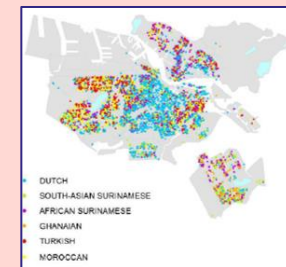 DUTCH
SOUTH-ASIAN SURINAMESE
AFRICAN SURINAMESE
GHANAIAN
TURKISH
MOROCCAN